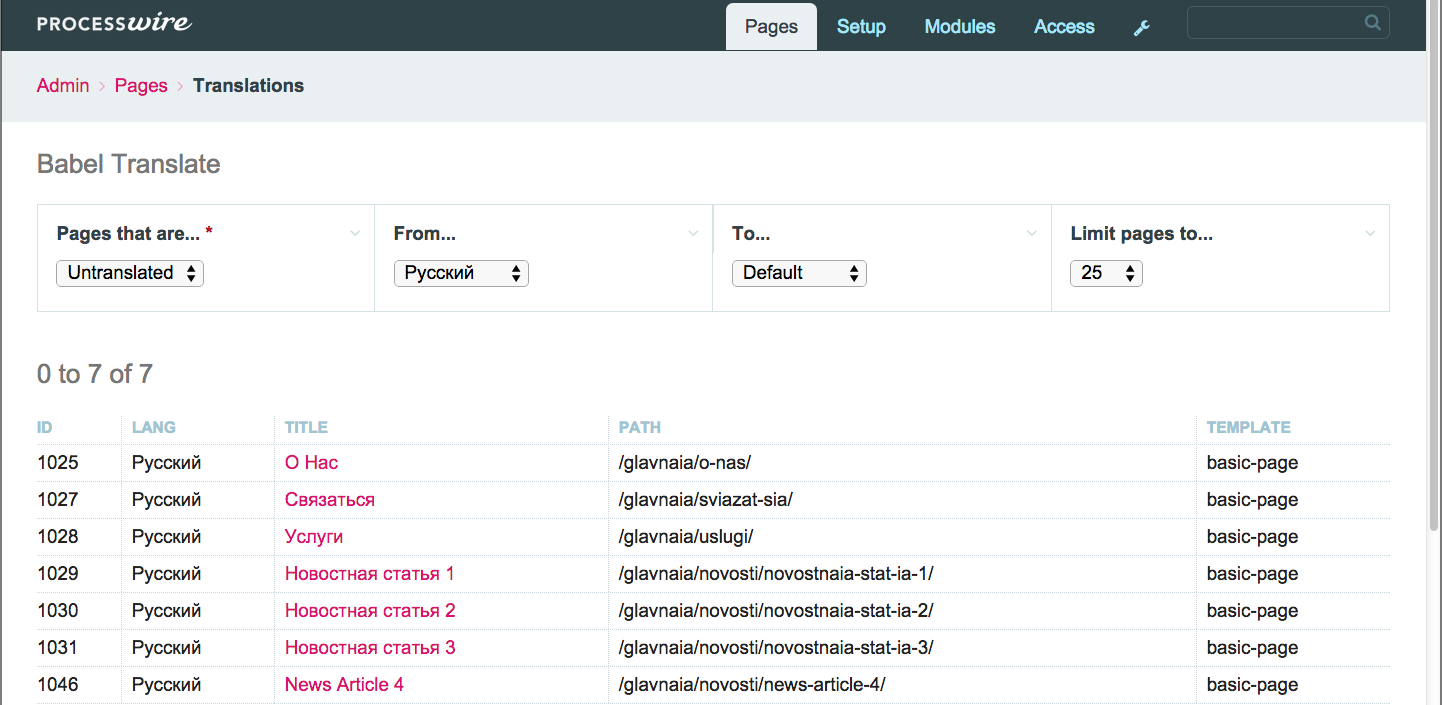 PROCESSwire Pages Setup Modules Access
Admin > Pages > Translations
Babel Translate
Pages that are... * From... To... Limit pages to...
Untranslated Русский Default 25
0 to 7 of 7
ID LANG TITLE PATH TEMPLATE
1025 Русский О Нас /glavnaia/o-nas/ basic-page
1027 Русский Связаться /glavnaia/sviazat-sia/ basic-page
1028 Русский Услуги /glavnaia/uslugi/ basic-page
1029 Русский Новостная статья 1 /glavnaia/novosti/novostnaia-stat-ia-1/ basic-page
1030 Русский Новостная статья 2 /glavnaia/novosti/novostnaia-stat-ia-2/ basic-page
1031 Русский Новостная статья 3 /glavnaia/novosti/novostnaia-stat-ia-3/ basic-page
1046 Русский News Article 4 /glavnaia/novosti/news-article-4/ basic-page